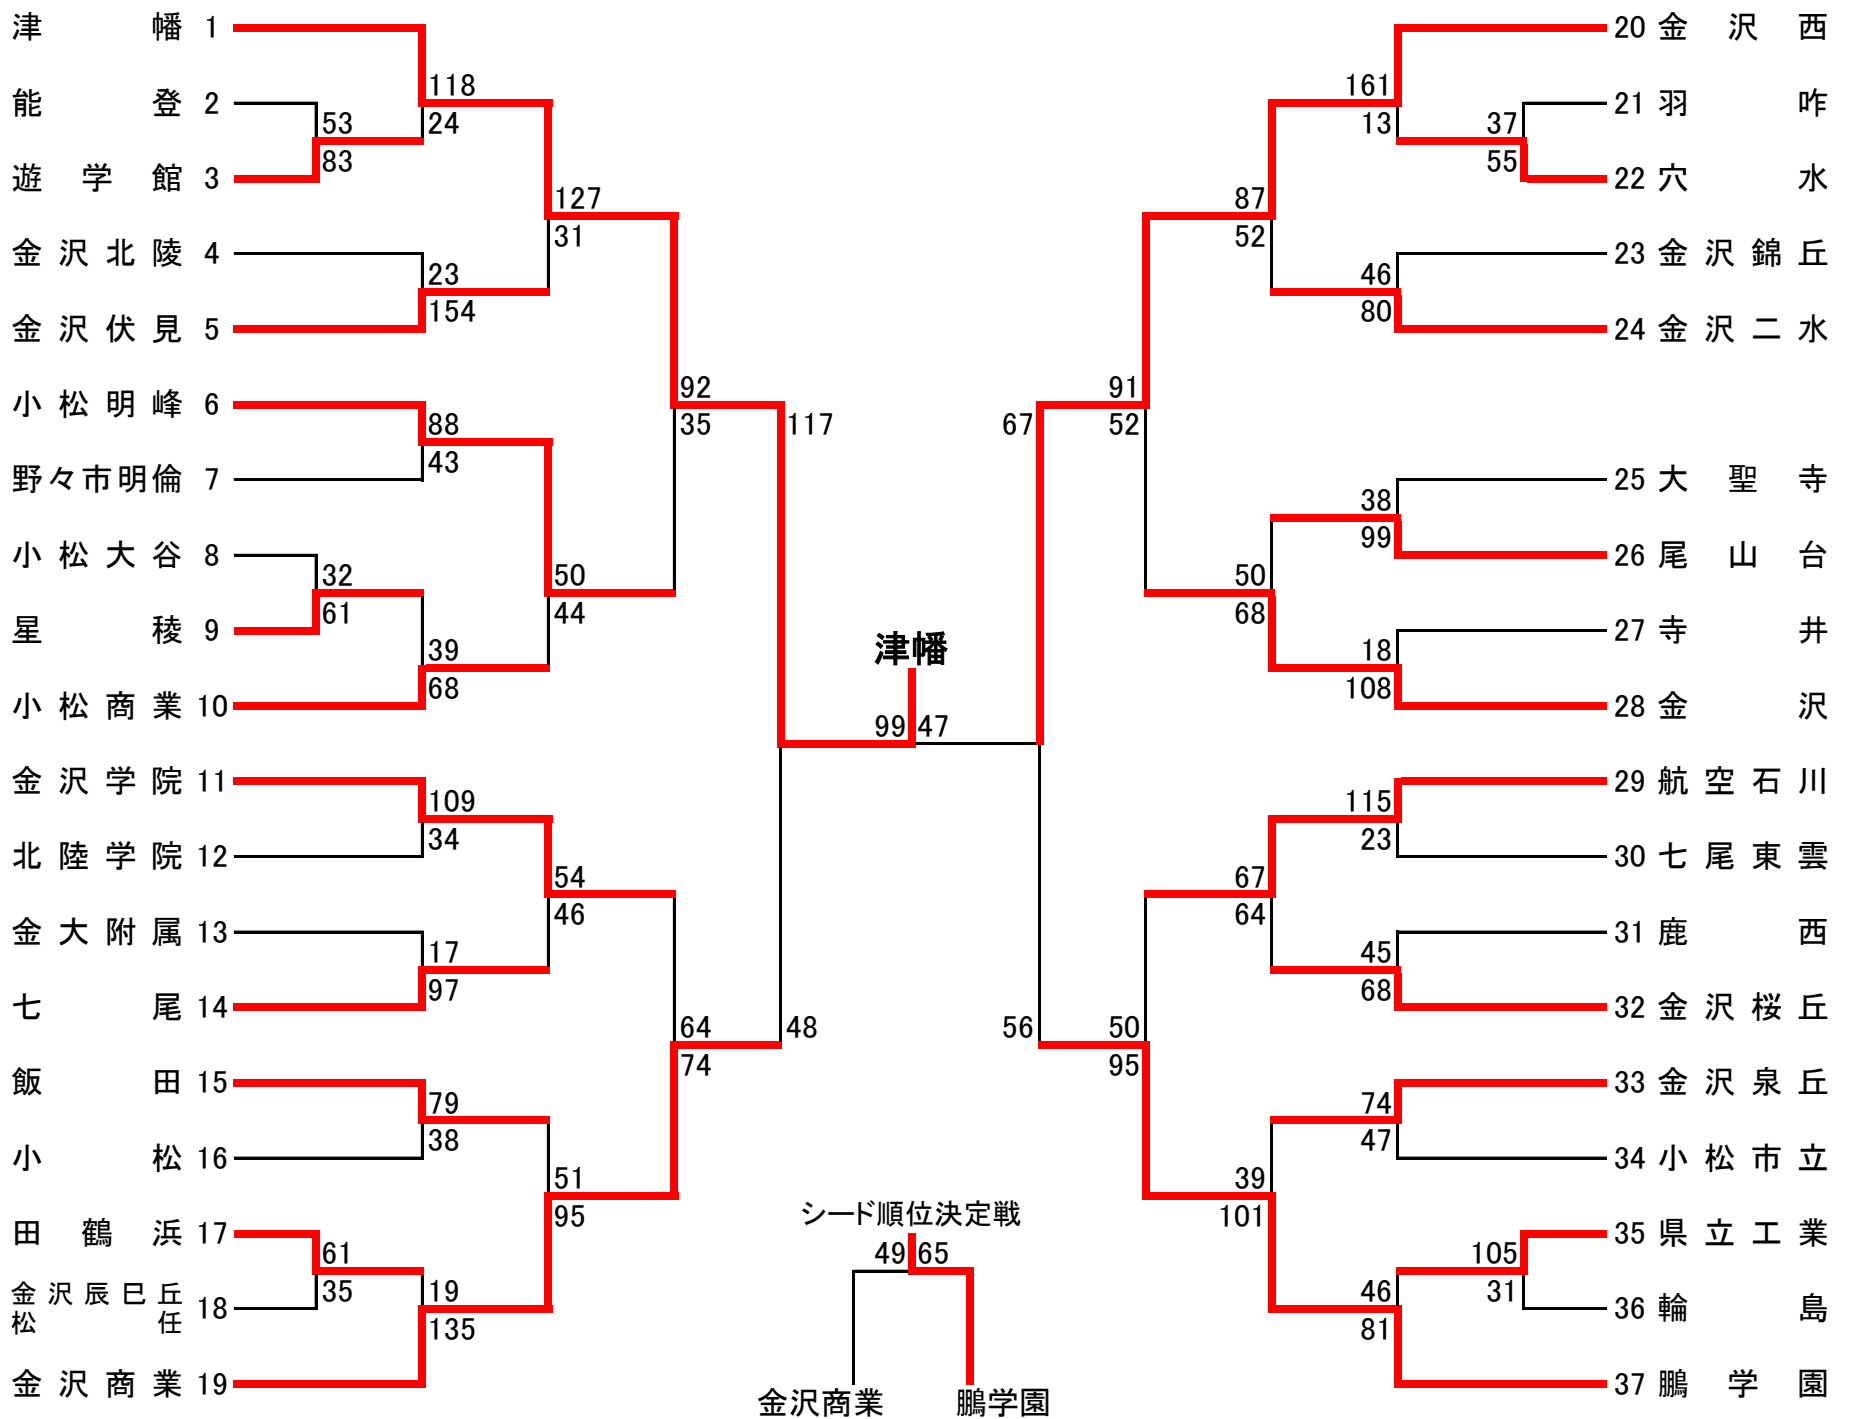 津幡 1
能登 2
遊学館 3
金沢北陵 4
金沢伏見 5
小松明峰 6
野々市明倫 7
小松大谷 8
星稜 9
小松商業 10
金沢学院 11
北陸学院 12
金大附属 13
七尾 14
飯田 15
小松 16
田鶴浜 17
金沢辰巳丘
松任 18
金沢商業 19
53
83
118
24
23
154
88
43
32
61
39
68
109
34
17
97
79
38
61
35
19
135
127
31
50
44
54
46
51
95
92
35
64
74
117
48
津幡
99 47
シード順位決定戦
49 65
金沢商業 鵬学園
67
56
91
52
50
95
87
52
50
68
67
64
39
101
161
13
37
55
46
80
38
99
18
108
115
23
45
68
74
47
105
31
46
81
20 金沢西
21 羽咋
22 穴水
23 金沢錦丘
24 金沢二水
25 大聖寺
26 尾山台
27 寺井
28 金沢
29 航空石川
30 七尾東雲
31 鹿西
32 金沢桜丘
33 金沢泉丘
34 小松市立
35 県立工業
36 輪島
37 鵬学園